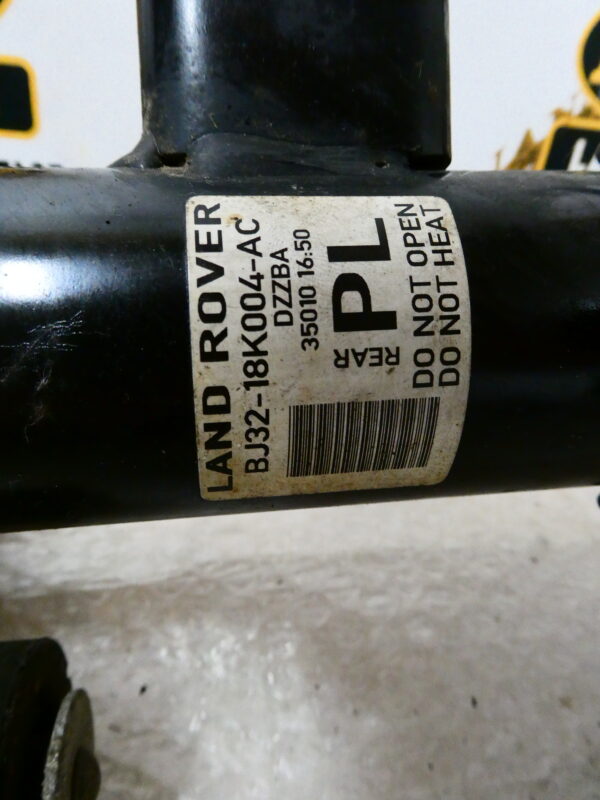 LAND ROVER
BJ32-18K004-AC
DZZBA
35010 16:50
REAR
PL
DO NOT OPEN
DO NOT HEAT